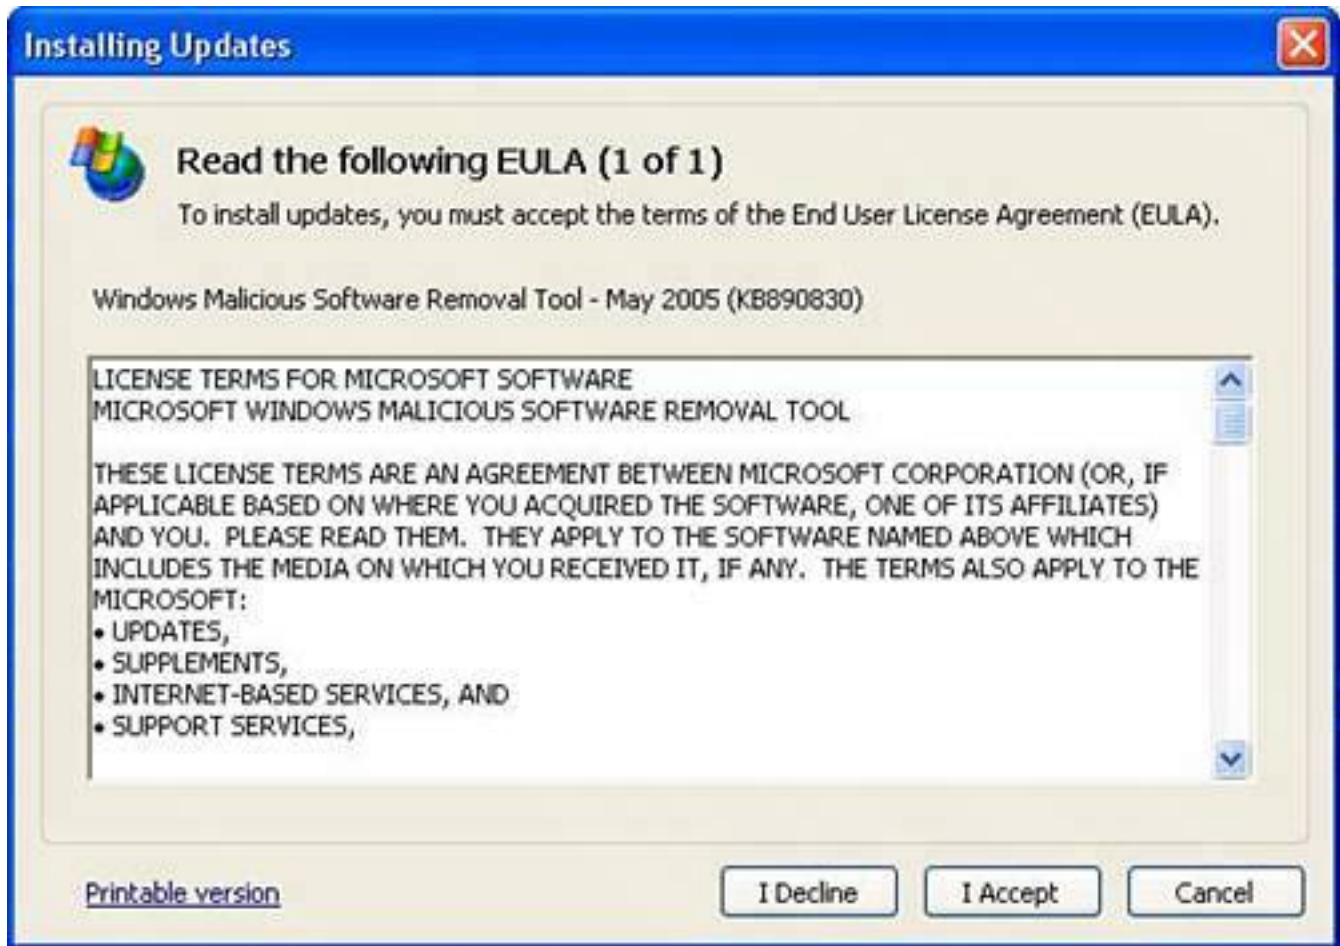 Installing Updates
Read the following EULA (1 of 1)
To install updates, you must accept the terms of the End User License Agreement (EULA).
Windows Malicious Software Removal Tool - May 2005 (KB890830)
LICENSE TERMS FOR MICROSOFT SOFTWARE
MICROSOFT WINDOWS MALICIOUS SOFTWARE REMOVAL TOOL
THESE LICENSE TERMS ARE AN AGREEMENT BETWEEN MICROSOFT CORPORATION (OR, IF
APPLICABLE BASED ON WHERE YOU ACQUIRED THE SOFTWARE, ONE OF ITS AFFILIATES)
AND YOU.  PLEASE READ THEM.  THEY APPLY TO THE SOFTWARE NAMED ABOVE WHICH
INCLUDES THE MEDIA ON WHICH YOU RECEIVED IT, IF ANY.  THE TERMS ALSO APPLY TO THE
MICROSOFT:
• UPDATES,
• SUPPLEMENTS,
• INTERNET-BASED SERVICES, AND
• SUPPORT SERVICES,
Printable version
I Decline
I Accept
Cancel